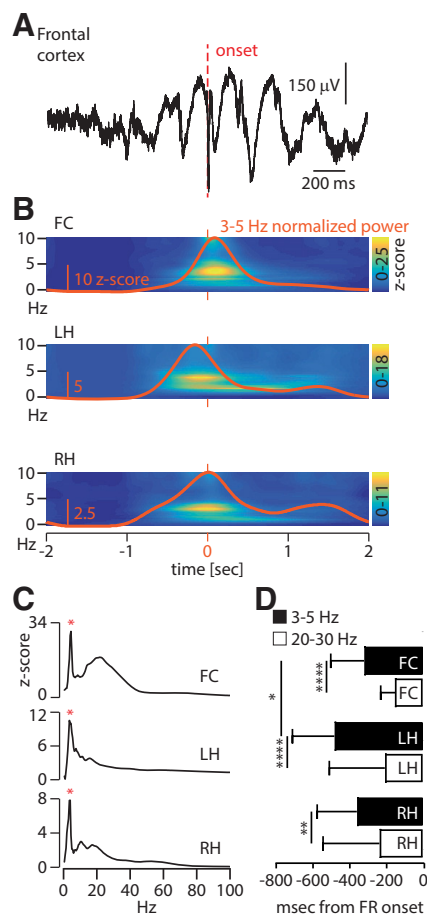 A
Frontal
cortex
onset
150 µV
200 ms
B
FC
3-5 Hz normalized power
10
5
0
Hz
10 z-score
0-25
z-score
LH
10
5
0
Hz
5
0-18
RH
10
5
0
Hz
2.5
0-11
-2 -1 0 1 2
time [sec]
C
z-score
34
0
*
FC
12
0
*
LH
8
0
*
RH
0 20 40 60 80 100
Hz
D
3-5 Hz
20-30 Hz
FC
FC
****
*
LH
LH
****
RH
RH
**
-800 -600 -400 -200 0
msec from FR onset